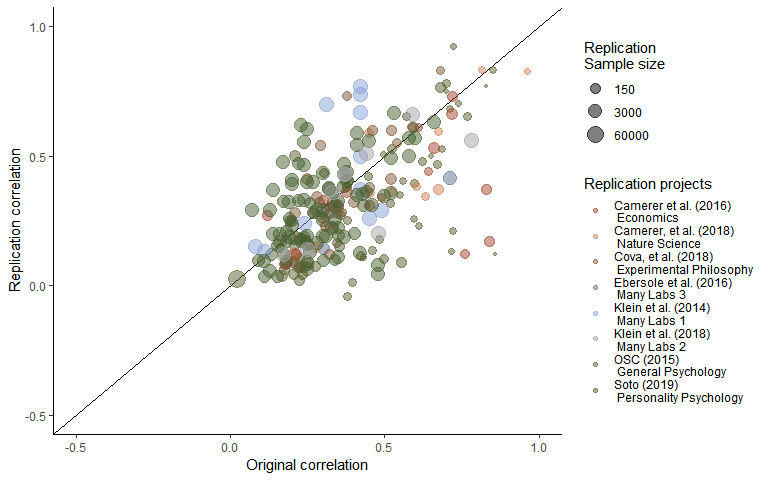 1.0
0.5
0.0
-0.5
Replication correlation
-0.5
0.0
0.5
1.0
Original correlation
Replication
Sample size
150
3000
60000
Replication projects
Camerer et al. (2016)
Economics
Camerer, et al. (2018)
Nature Science
Cova, et al. (2018)
Experimental Philosophy
Ebersole et al. (2016)
Many Labs 3
Klein et al. (2014)
Many Labs 1
Klein et al. (2018)
Many Labs 2
OSC (2015)
General Psychology
Soto (2019)
Personality Psychology